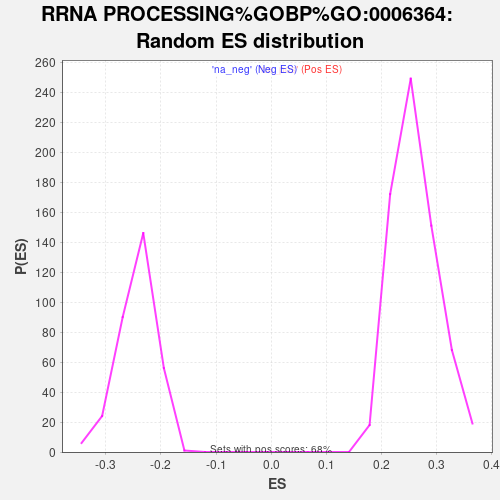 RRNA PROCESSING%GOBP%GO:0006364:
Random ES distribution
'na_neg' (Neg ES) (Pos ES)
260
240
220
200
180
160
140
120
100
80
60
40
20
0
P(ES)
Sets with pos scores: 68%
-0.3 -0.2 -0.1 0.0 0.1 0.2 0.3 0.4
ES